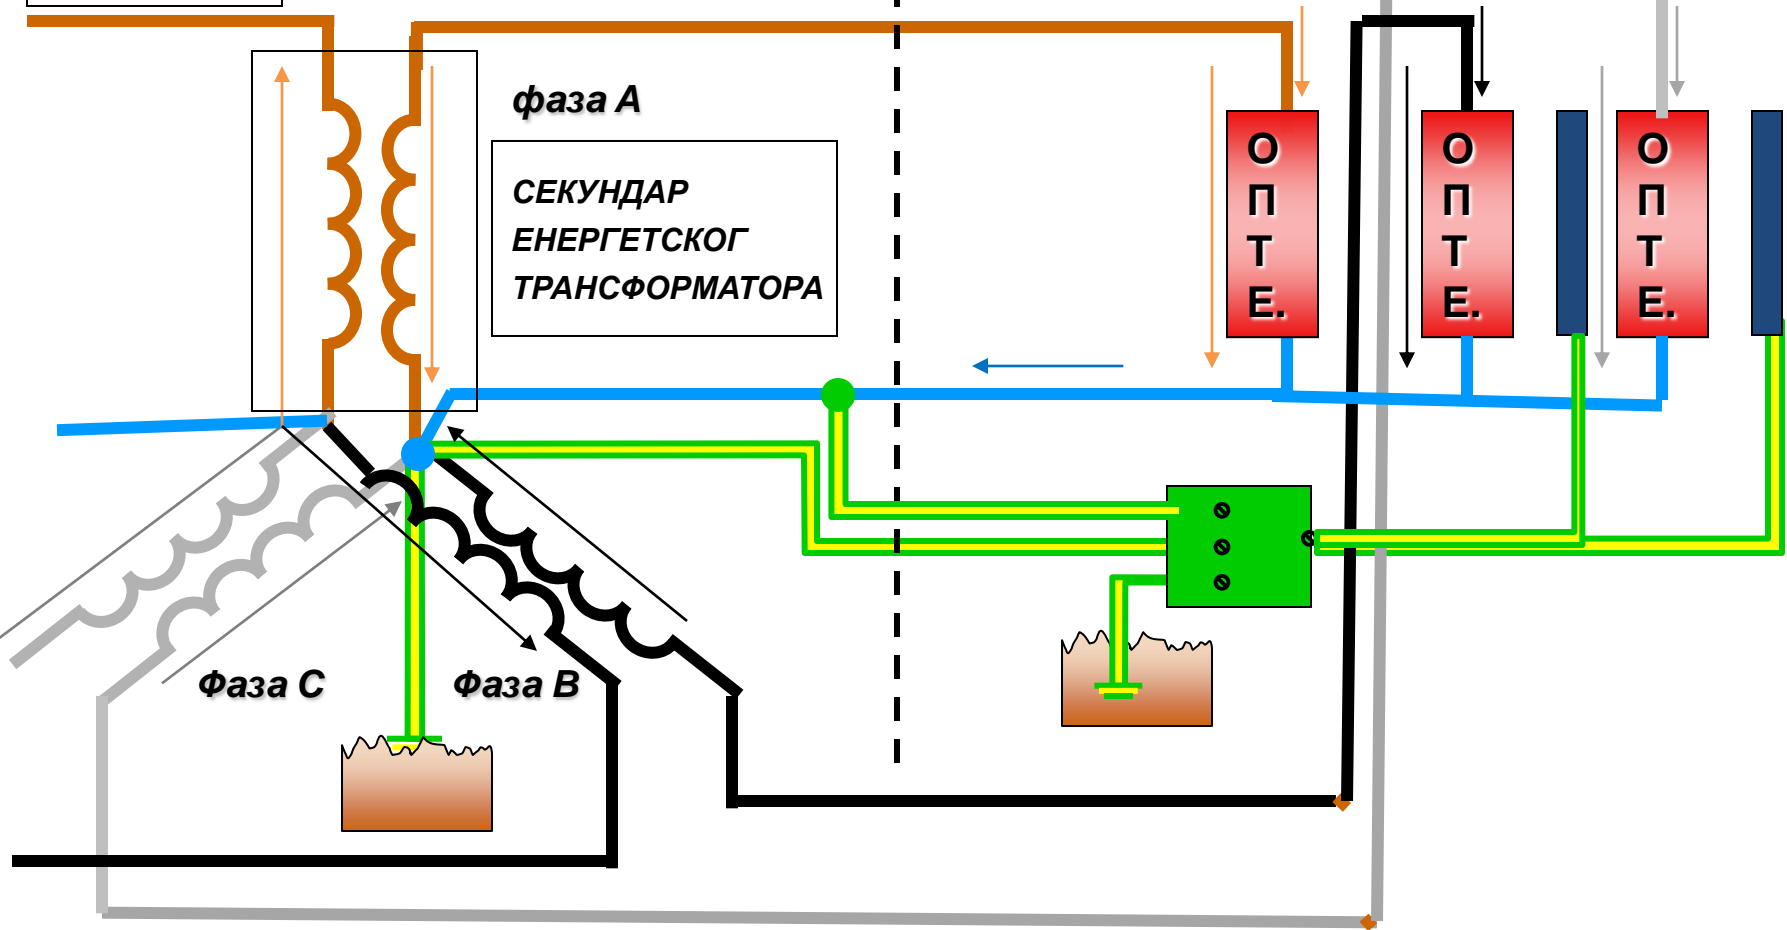 фаза А
СЕКУНДАР
ЕНЕРГЕТСКОГ
ТРАНСФОРМАТОРА
О
П
Т
Е.
О
П
Т
Е.
О
П
Т
Е.
Фаза С
Фаза В